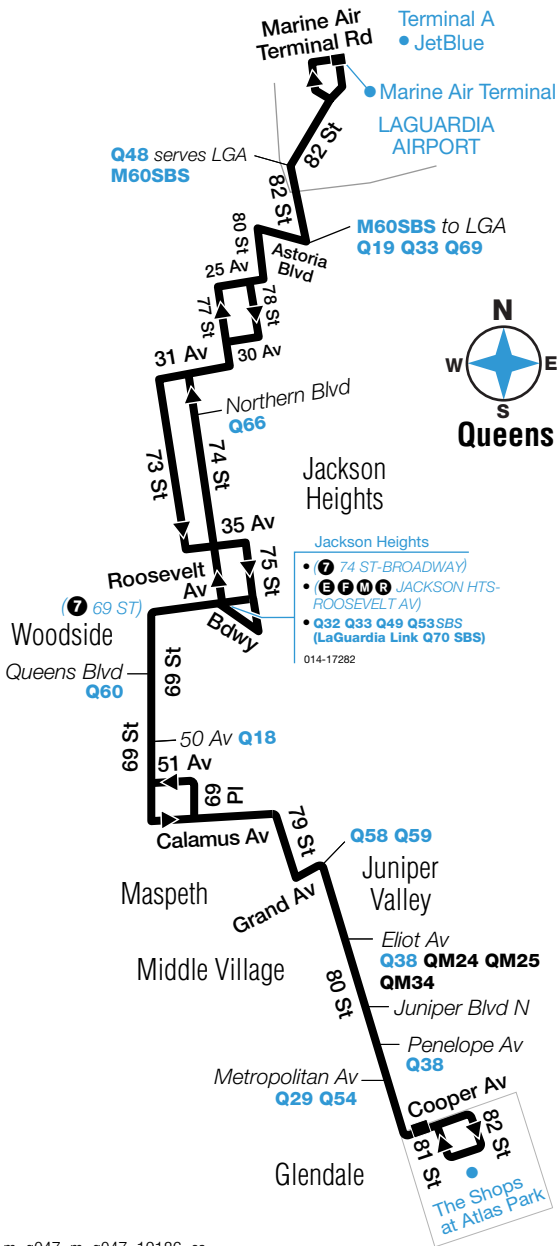 Marine Air
Terminal Rd
Terminal A
JetBlue
Marine Air Terminal
LAGUARDIA
AIRPORT
82 St
Q48 serves LGA
M60SBS
82 St
M60SBS to LGA
Q19 Q33 Q69
80 St
Astoria
Blvd
25 Av
77 St
78 St
30 Av
31 Av
N
W
E
S
Queens
Northern Blvd
Q66
73 St
74 St
Jackson
Heights
35 Av
75 St
Roosevelt
Av
Bdwy
Jackson Heights
• (7 74 ST-BROADWAY)
• (E F M R JACKSON HTS-
ROOSEVELT AV)
• Q32 Q33 Q49 Q53SBS
(LaGuardia Link Q70 SBS)
014-17282
(7 69 ST)
Woodside
Queens Blvd
Q60
69 St
69 St
50 Av Q18
51 Av
69 Pl
Calamus Av
79 St
Grand Av
Q58 Q59
Maspeth
Juniper
Valley
Middle Village
Eliot Av
Q38 QM24 QM25
QM34
80 St
Juniper Blvd N
Penelope Av
Q38
Metropolitan Av
Q29 Q54
Cooper Av
81 St
82 St
Glendale
The Shops
at Atlas Park